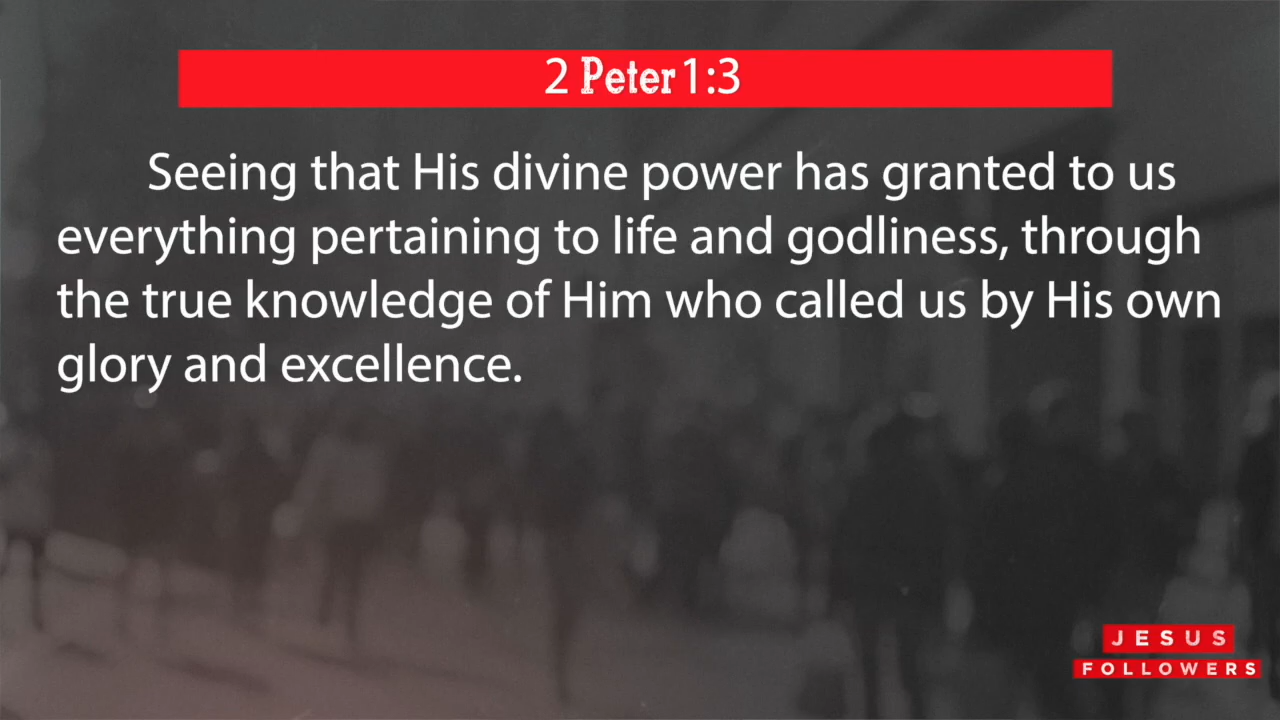 2 Peter 1:3
Seeing that His divine power has granted to us
everything pertaining to life and godliness, through
the true knowledge of Him who called us by His own
glory and excellence.
JESUS
FOLLOWERS